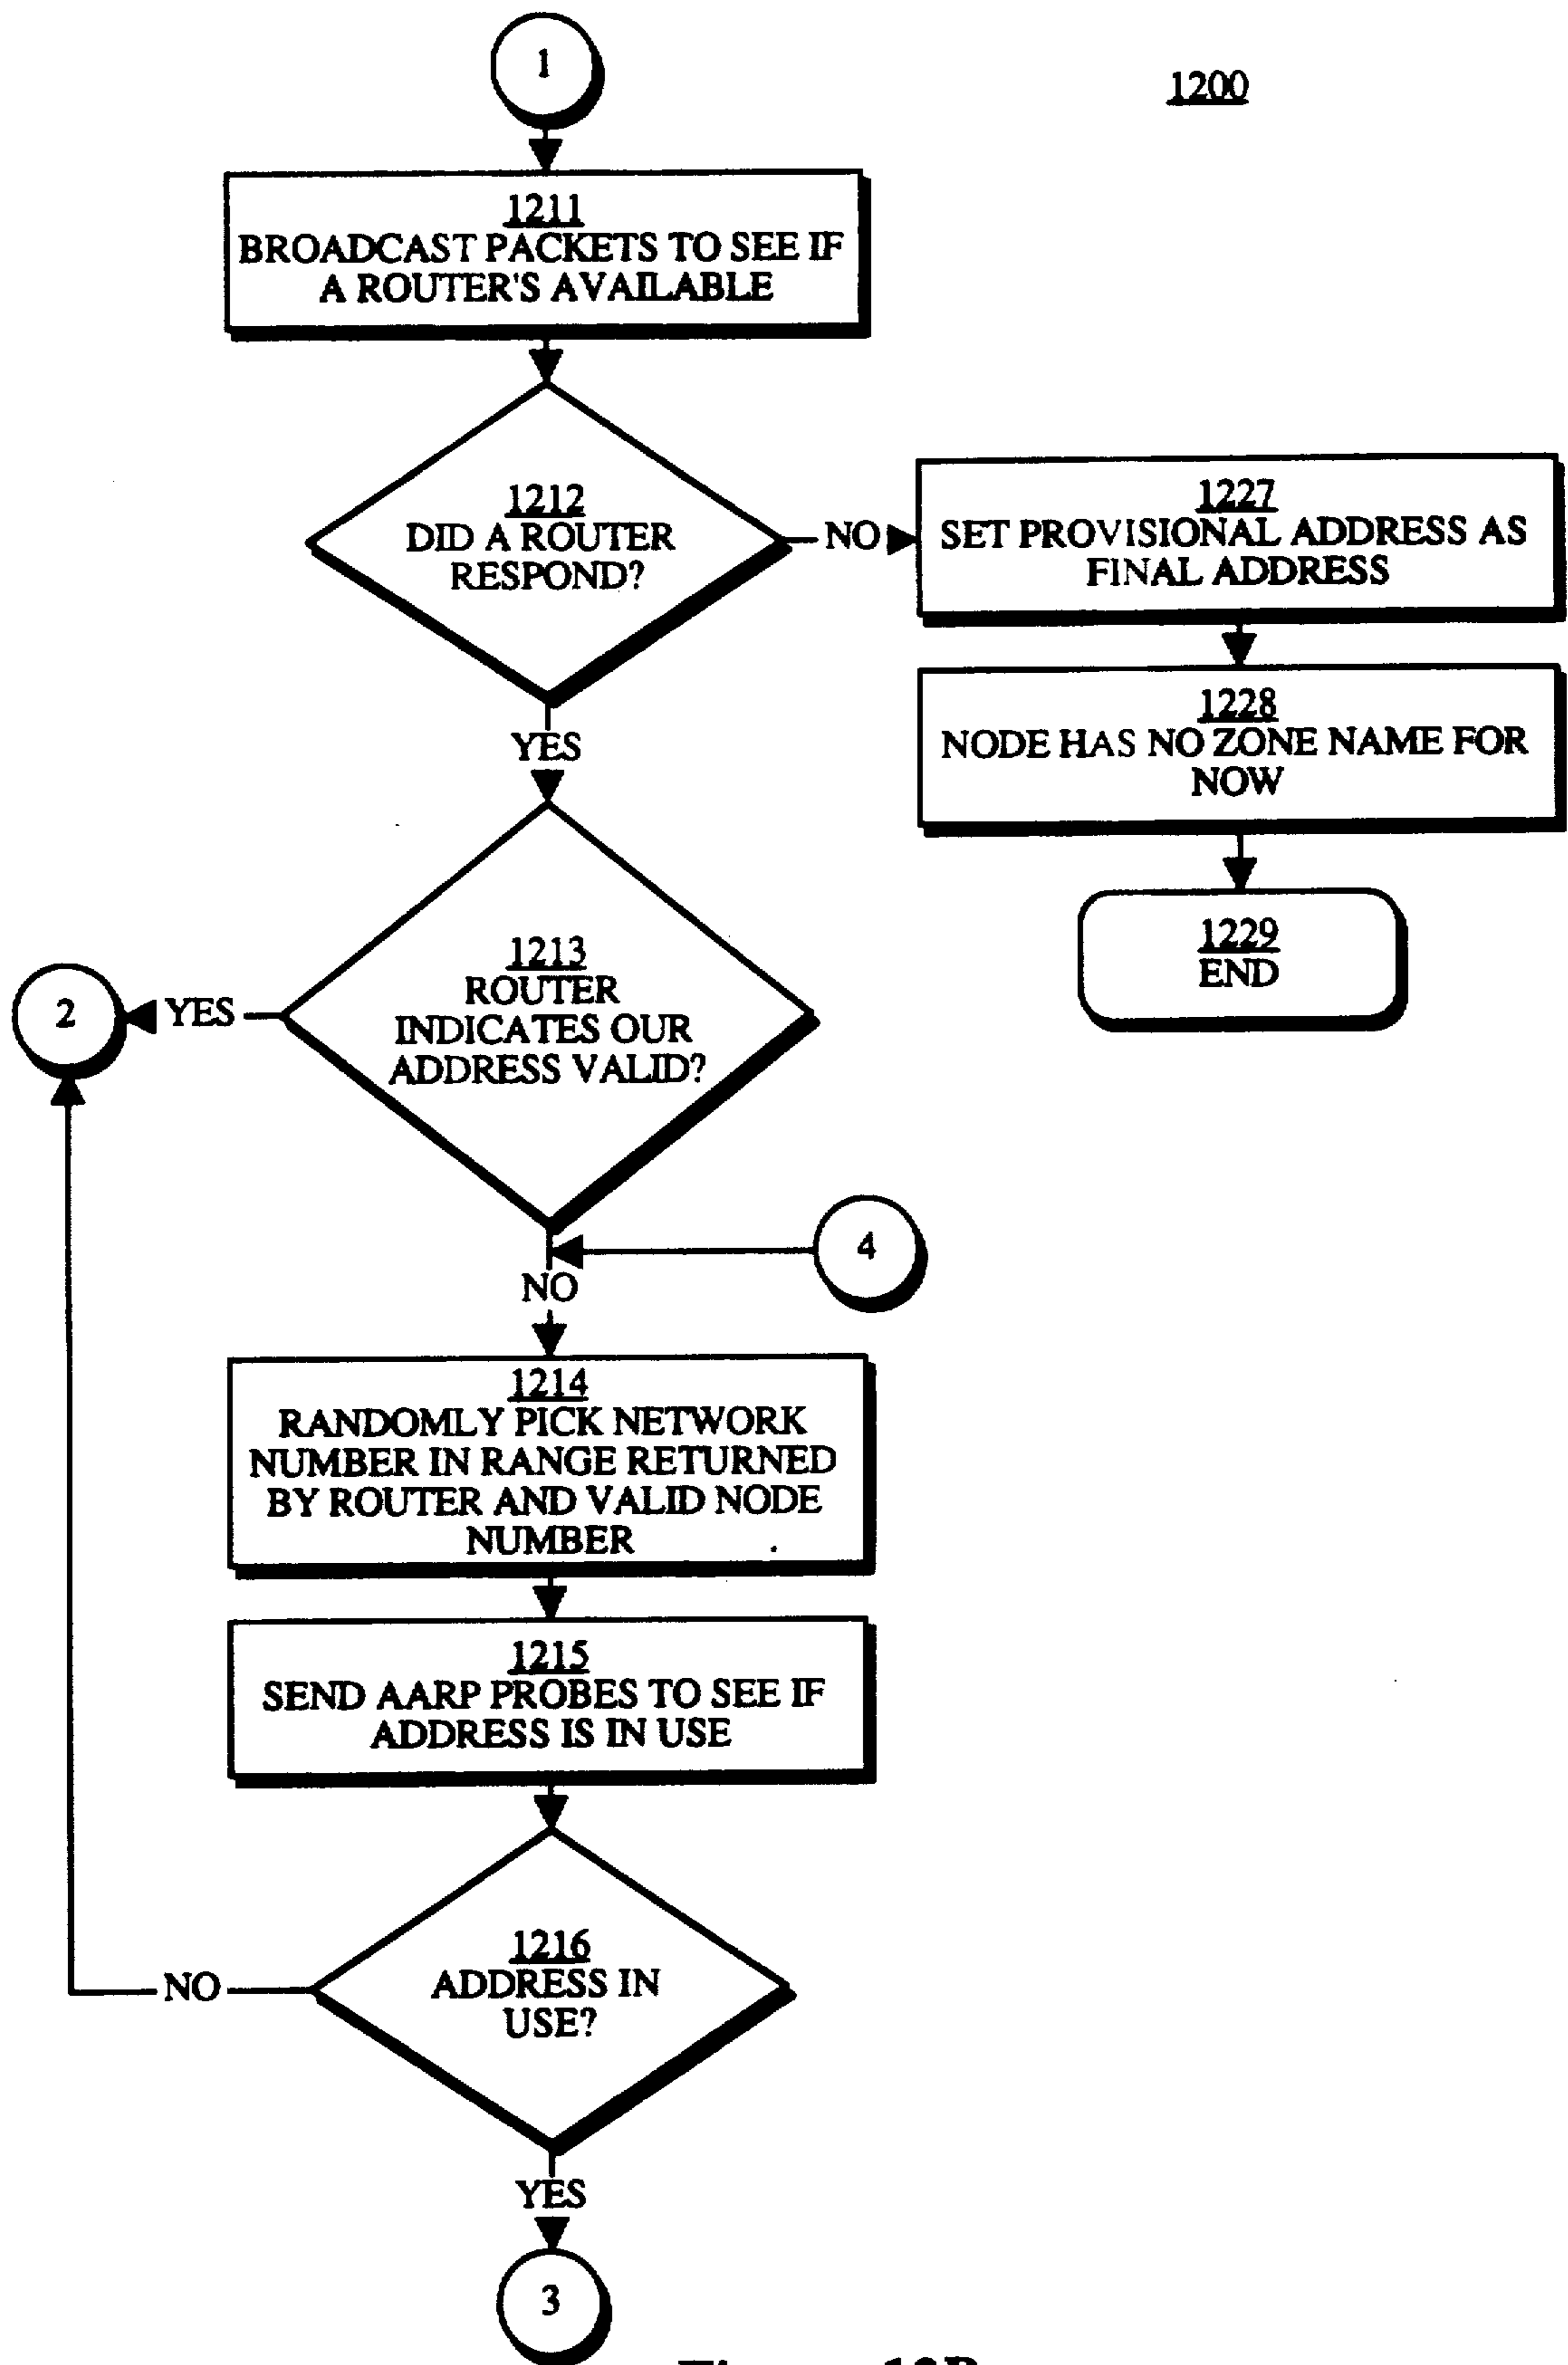 1
1200
1211
BROADCAST PACKETS TO SEE IF
A ROUTER'S AVAILABLE
1212
DID A ROUTER
RESPOND?
NO
1227
SET PROVISIONAL ADDRESS AS
FINAL ADDRESS
YES
1228
NODE HAS NO ZONE NAME FOR
NOW
1229
END
1213
ROUTER
INDICATES OUR
ADDRESS VALID?
YES
2
4
NO
1214
RANDOMLY PICK NETWORK
NUMBER IN RANGE RETURNED
BY ROUTER AND VALID NODE
NUMBER
1215
SEND AARP PROBES TO SEE IF
ADDRESS IS IN USE
1216
ADDRESS IN
USE?
NO
YES
3